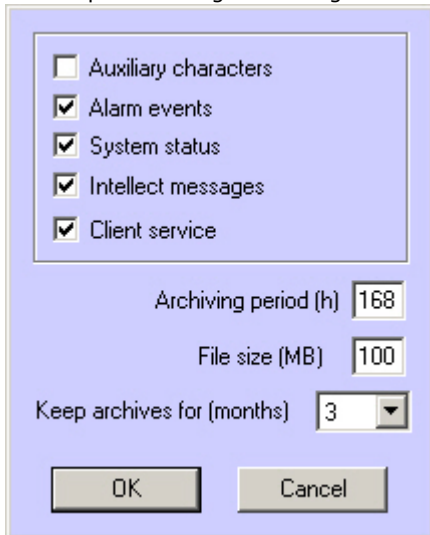 Auxiliary characters
Alarm events
System status
Intellect messages
Client service
Archiving period (h) 168
File size (MB) 100
Keep archives for (months) 3
OK Cancel